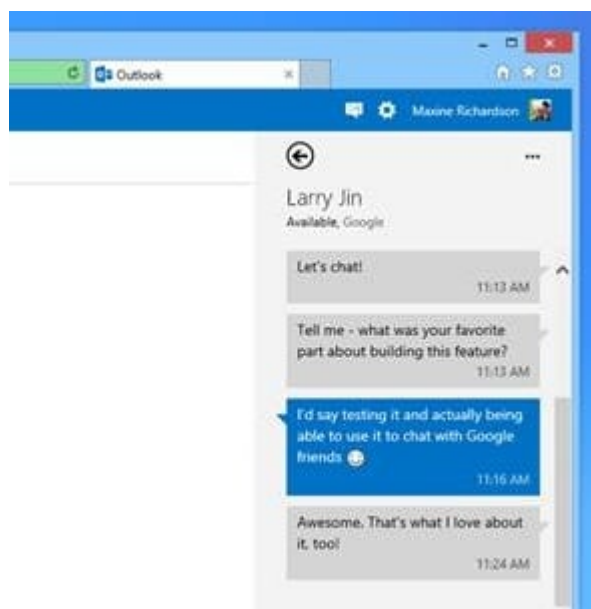 Outlook
Maxine Richardson
Larry Jin
Available, Google
Let's chat!
11:13 AM
Tell me - what was your favorite
part about building this feature?
11:13 AM
I'd say testing it and actually being
able to use it to chat with Google
friends
11:16 AM
Awesome. That's what I love about
it, too!
11:24 AM